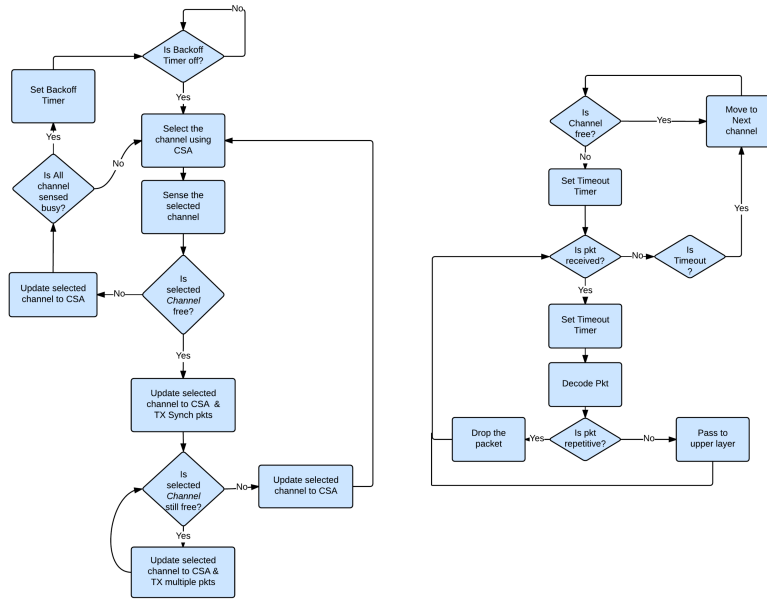 No
Is Backoff
Timer off?
Yes
Set Backoff
Timer
Yes
Select the
channel using
CSA
No
Is All
channel
sensed
busy?
Sense the
selected
channel
Update selected
channel to CSA
No
Is
selected
Channel
free?
Yes
Update selected
channel to CSA &
TX Synch pkts
Is
selected
Channel
still free?
No
Update selected
channel to CSA
Yes
Update selected
channel to CSA &
TX multiple pkts
Is
Channel
free?
Yes
Move to
Next
channel
No
Set Timeout
Timer
Yes
Is pkt
received?
No
Is
Timeout
?
Yes
Set Timeout
Timer
Decode Pkt
Drop the
packet
Yes
Is pkt
repetitive?
No
Pass to
upper layer